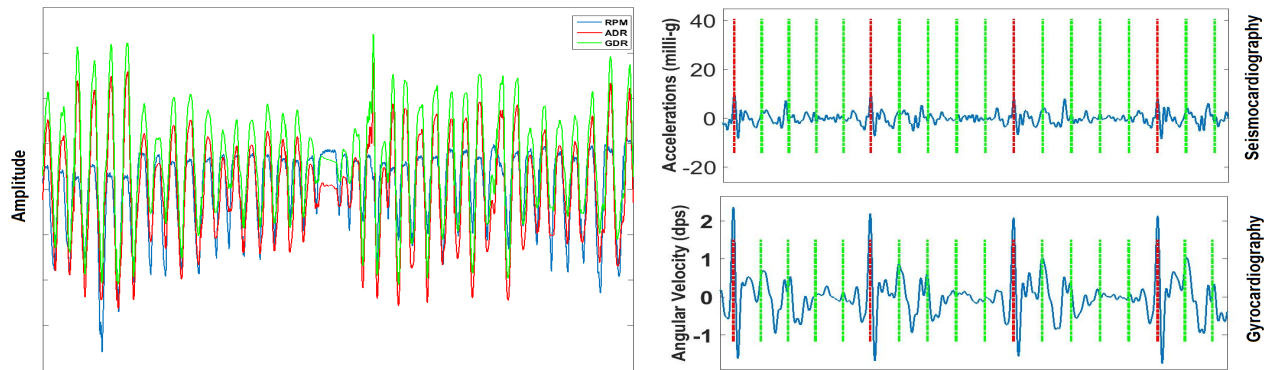 Amplitude
RPM
ADR
GDR
Accelerations (milli-g)
40
20
0
-20
Seismocardiography
Angular Velocity (dps)
2
1
0
-1
Gyrocardiography